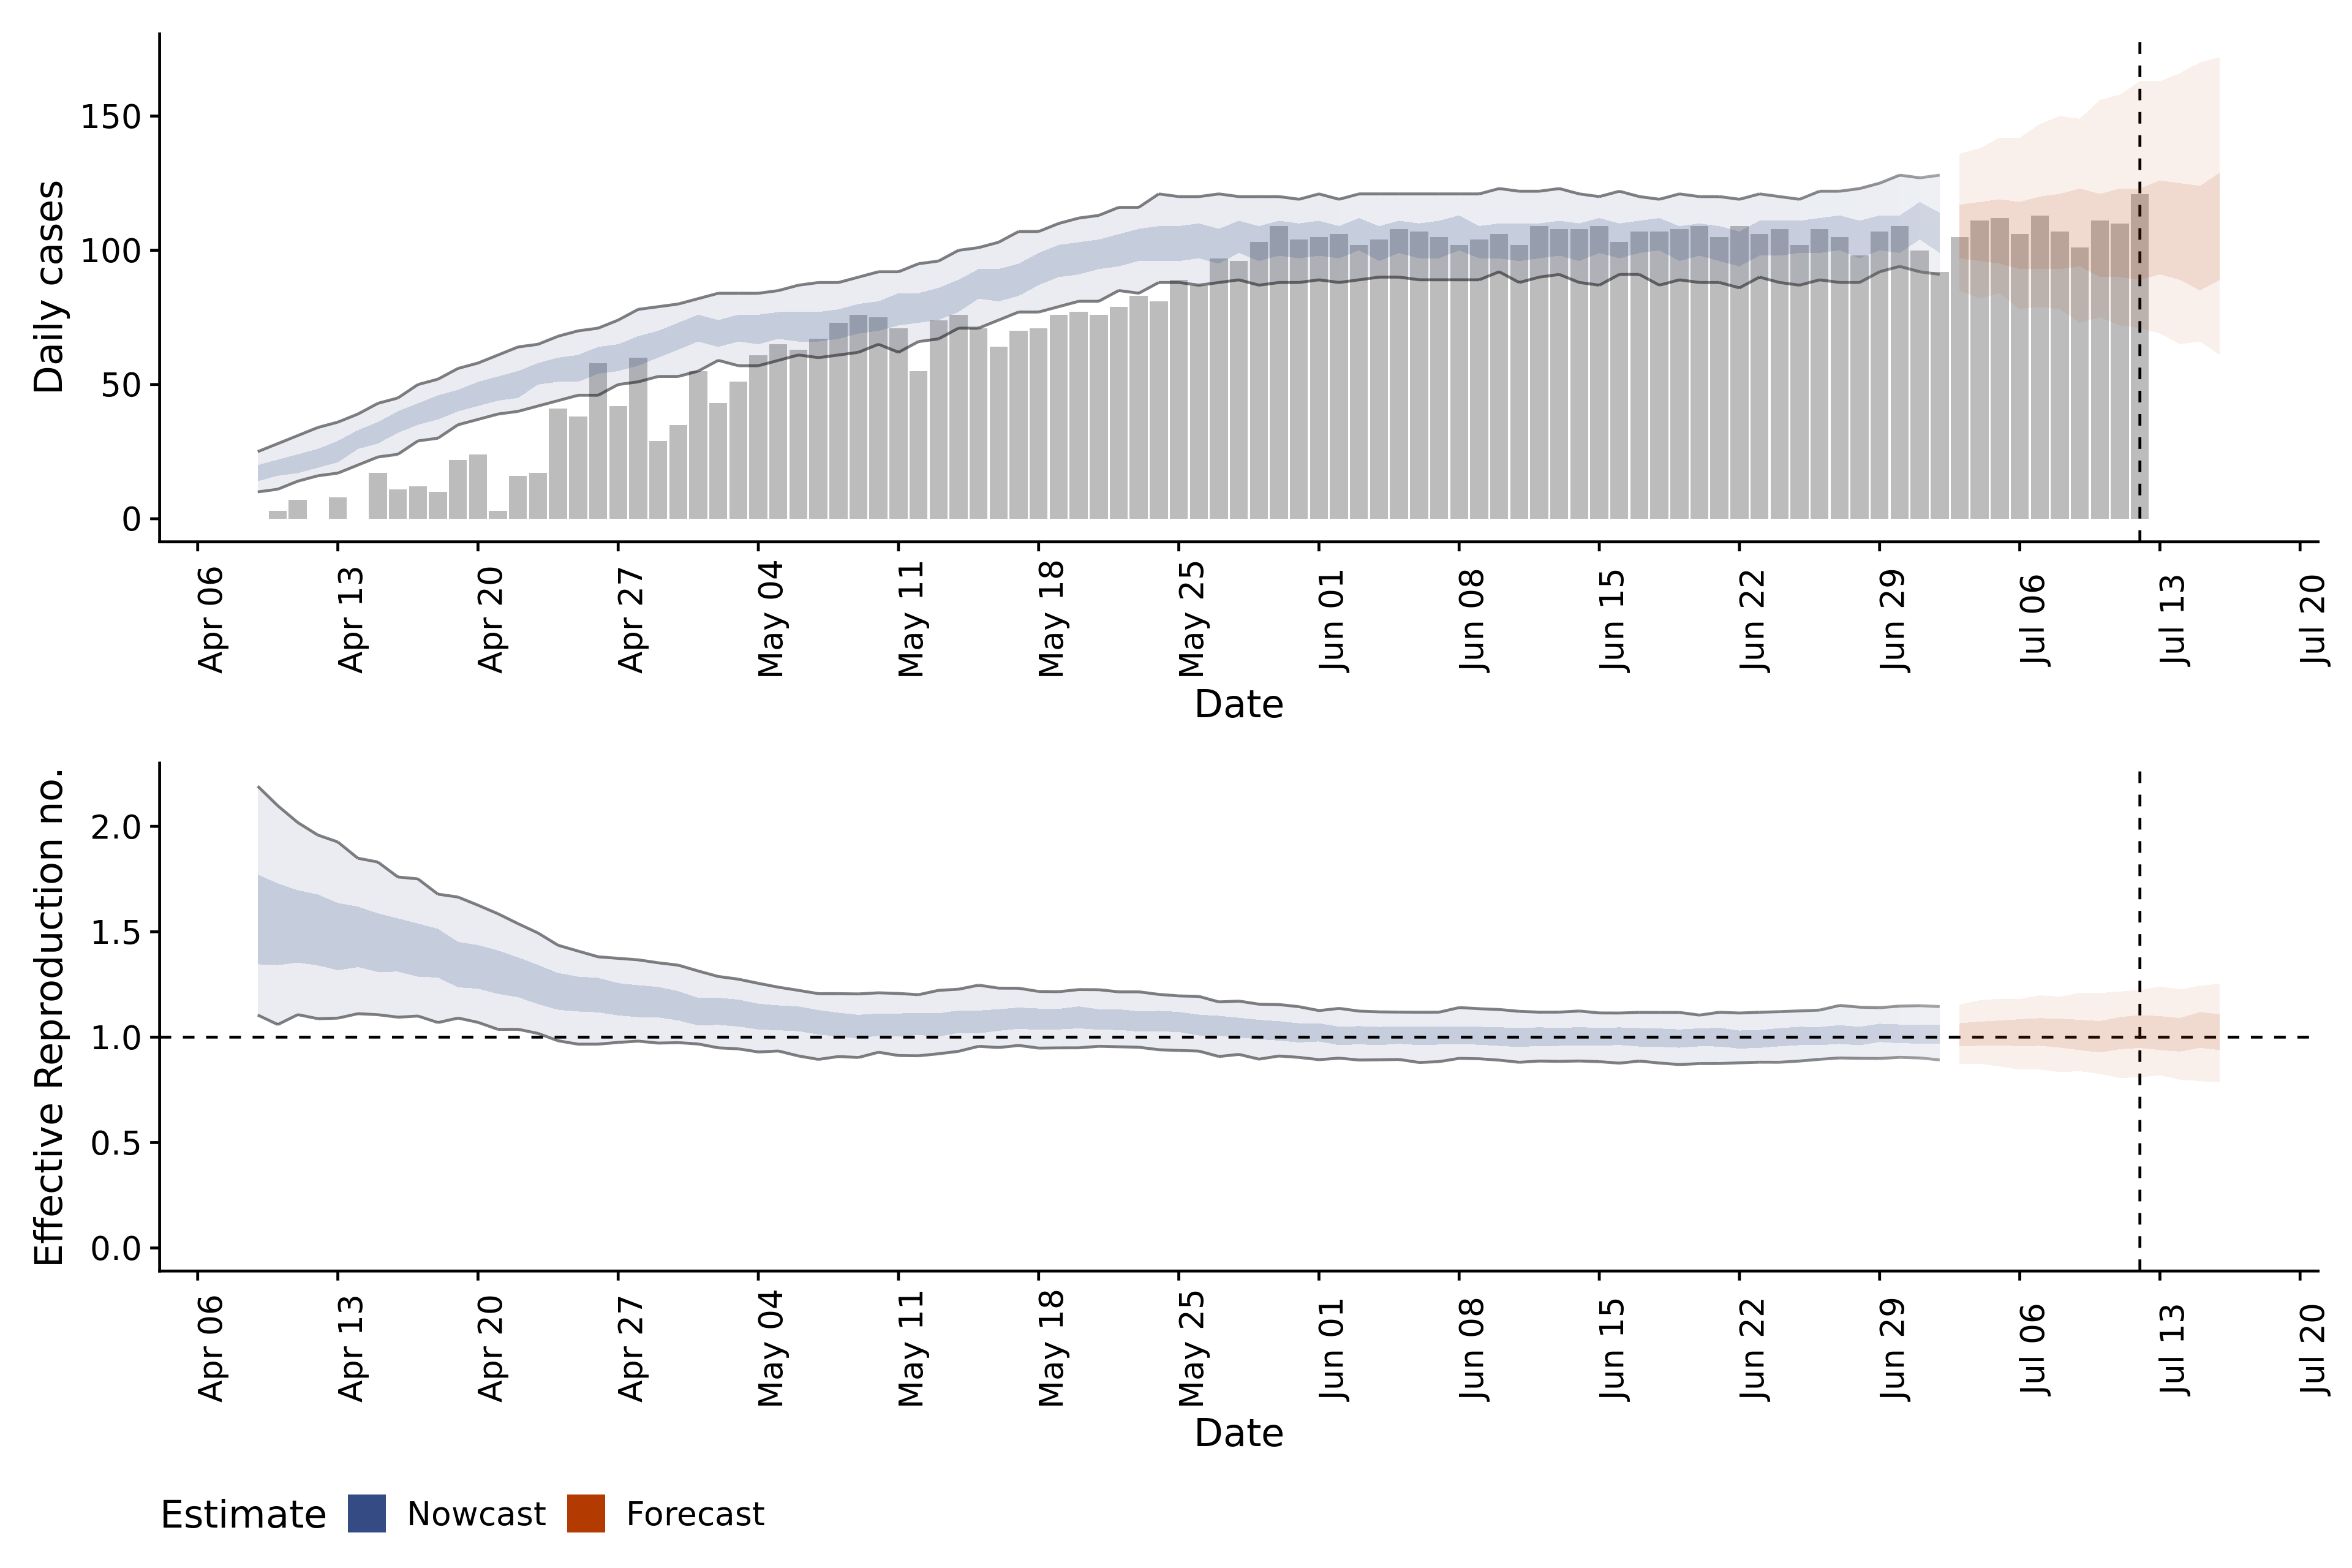 Daily cases
150
100
50
0
Apr 06 Apr 13 Apr 20 Apr 27 May 04 May 11 May 18 May 25 Jun 01 Jun 08 Jun 15 Jun 22 Jun 29 Jul 06 Jul 13 Jul 20
Date
Effective Reproduction no.
2.0
1.5
1.0
0.5
0.0
Apr 06 Apr 13 Apr 20 Apr 27 May 04 May 11 May 18 May 25 Jun 01 Jun 08 Jun 15 Jun 22 Jun 29 Jul 06 Jul 13 Jul 20
Date
Estimate Nowcast Forecast